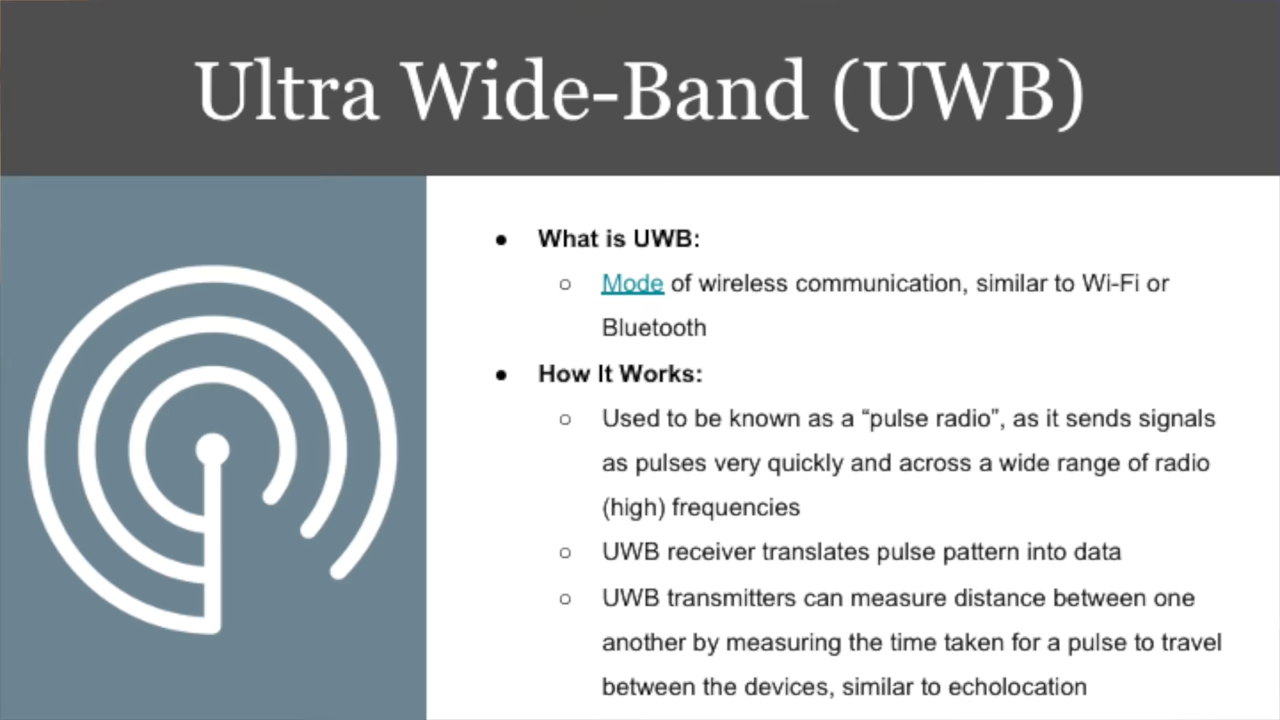 Ultra Wide-Band (UWB)
● What is UWB:
○ Mode of wireless communication, similar to Wi-Fi or
Bluetooth
● How It Works:
○ Used to be known as a “pulse radio”, as it sends signals
as pulses very quickly and across a wide range of radio
(high) frequencies
○ UWB receiver translates pulse pattern into data
○ UWB transmitters can measure distance between one
another by measuring the time taken for a pulse to travel
between the devices, similar to echolocation